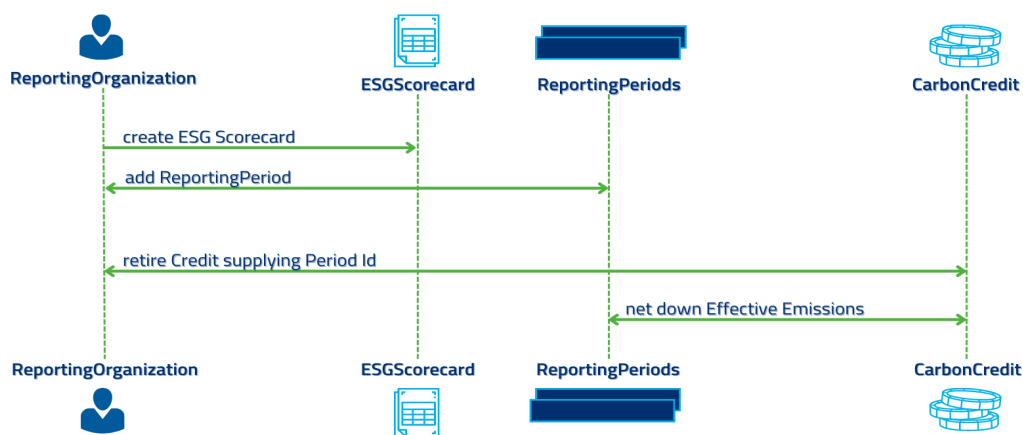 ReportingOrganization
ESGScorecard
ReportingPeriods
CarbonCredit
create ESG Scorecard
add ReportingPeriod
retire Credit supplying Period Id
net down Effective Emissions
ReportingOrganization
ESGScorecard
ReportingPeriods
CarbonCredit